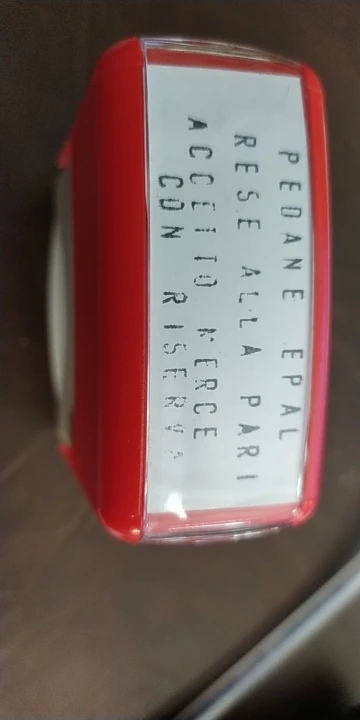 PEDANE EPAL
RESE ALLA PARI
ACCETTO MERCE
CON RISERVA